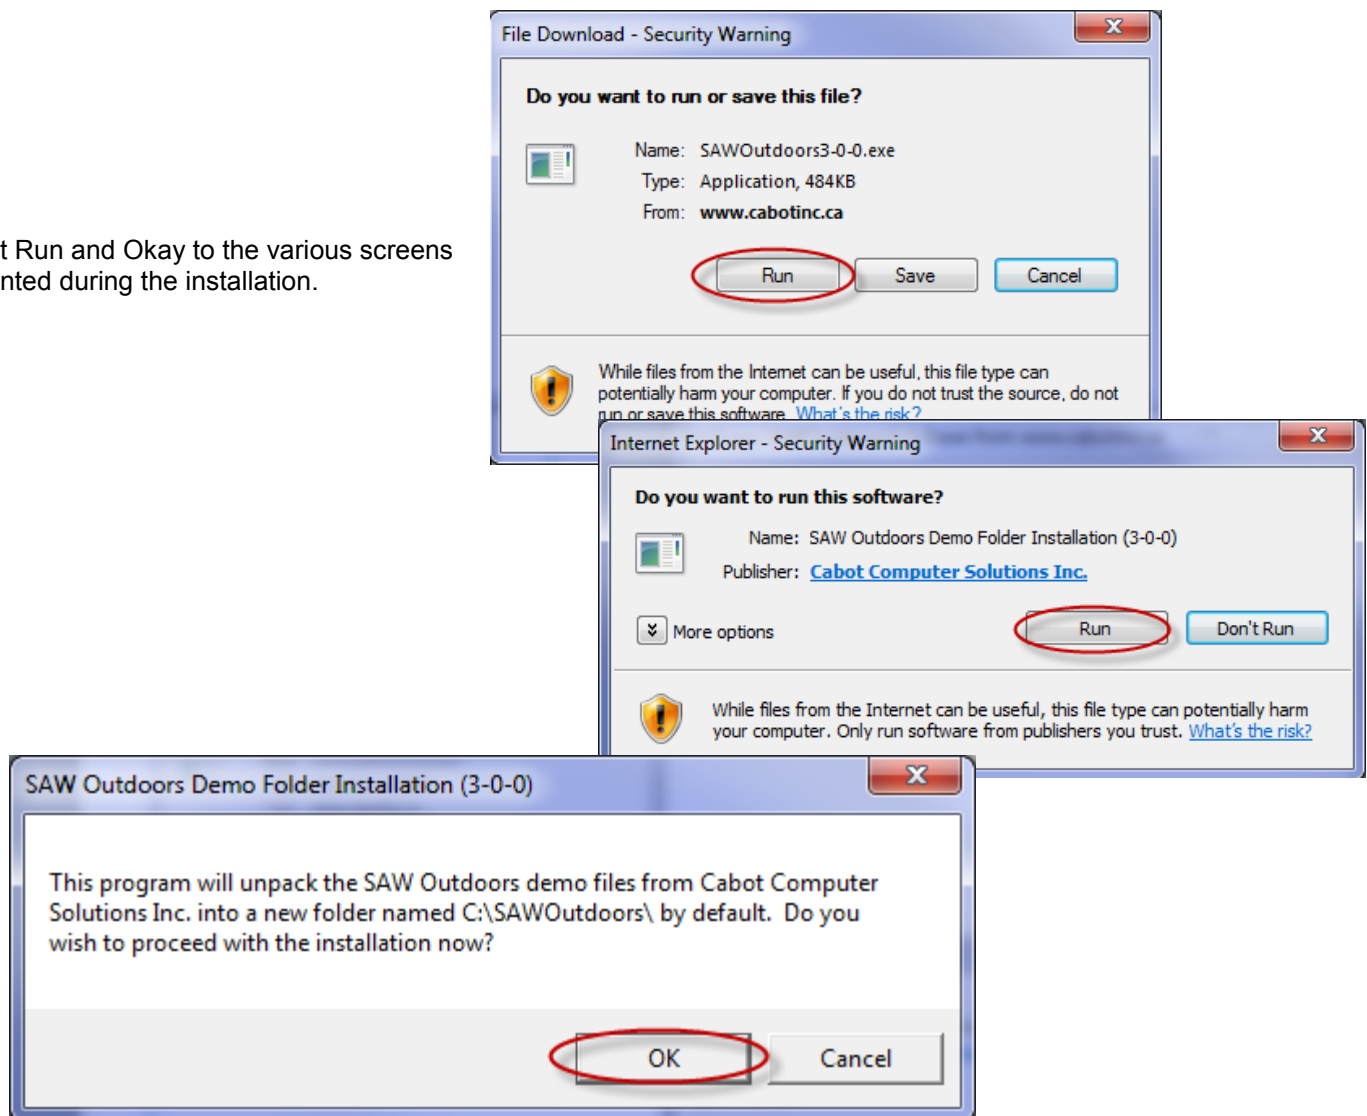 File Download - Security Warning
Do you want to run or save this file?
Name: SAWOutdoors3-0-0.exe
Type: Application, 484KB
From: www.cabotinc.ca
t Run and Okay to the various screens
nted during the installation.
Run Save Cancel
While files from the Internet can be useful, this file type can
potentially harm your computer. If you do not trust the source, do not
run or save this software. What's the risk?
Internet Explorer - Security Warning
Do you want to run this software?
Name: SAW Outdoors Demo Folder Installation (3-0-0)
Publisher: Cabot Computer Solutions Inc.
More options Run Don't Run
While files from the Internet can be useful, this file type can potentially harm
your computer. Only run software from publishers you trust. What's the risk?
SAW Outdoors Demo Folder Installation (3-0-0)
This program will unpack the SAW Outdoors demo files from Cabot Computer
Solutions Inc. into a new folder named C:\SAWOutdoors\ by default. Do you
wish to proceed with the installation now?
OK Cancel